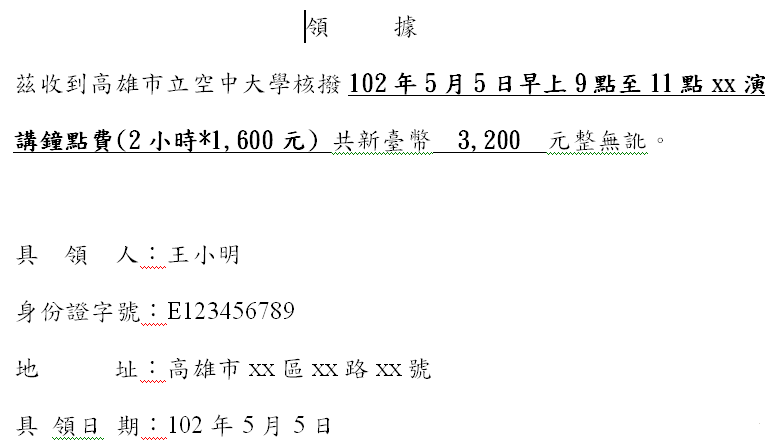 領 據
茲收到高雄市立空中大學核撥 102 年 5 月 5 日早上 9 點至 11 點 xx 演
講鐘點費(2 小時*1,600 元) 共新臺幣 3,200 元整無訛。
具 領 人：王小明
身份證字號：E123456789
地 址：高雄市 xx 區 xx 路 xx 號
具 領日 期：102 年 5 月 5 日